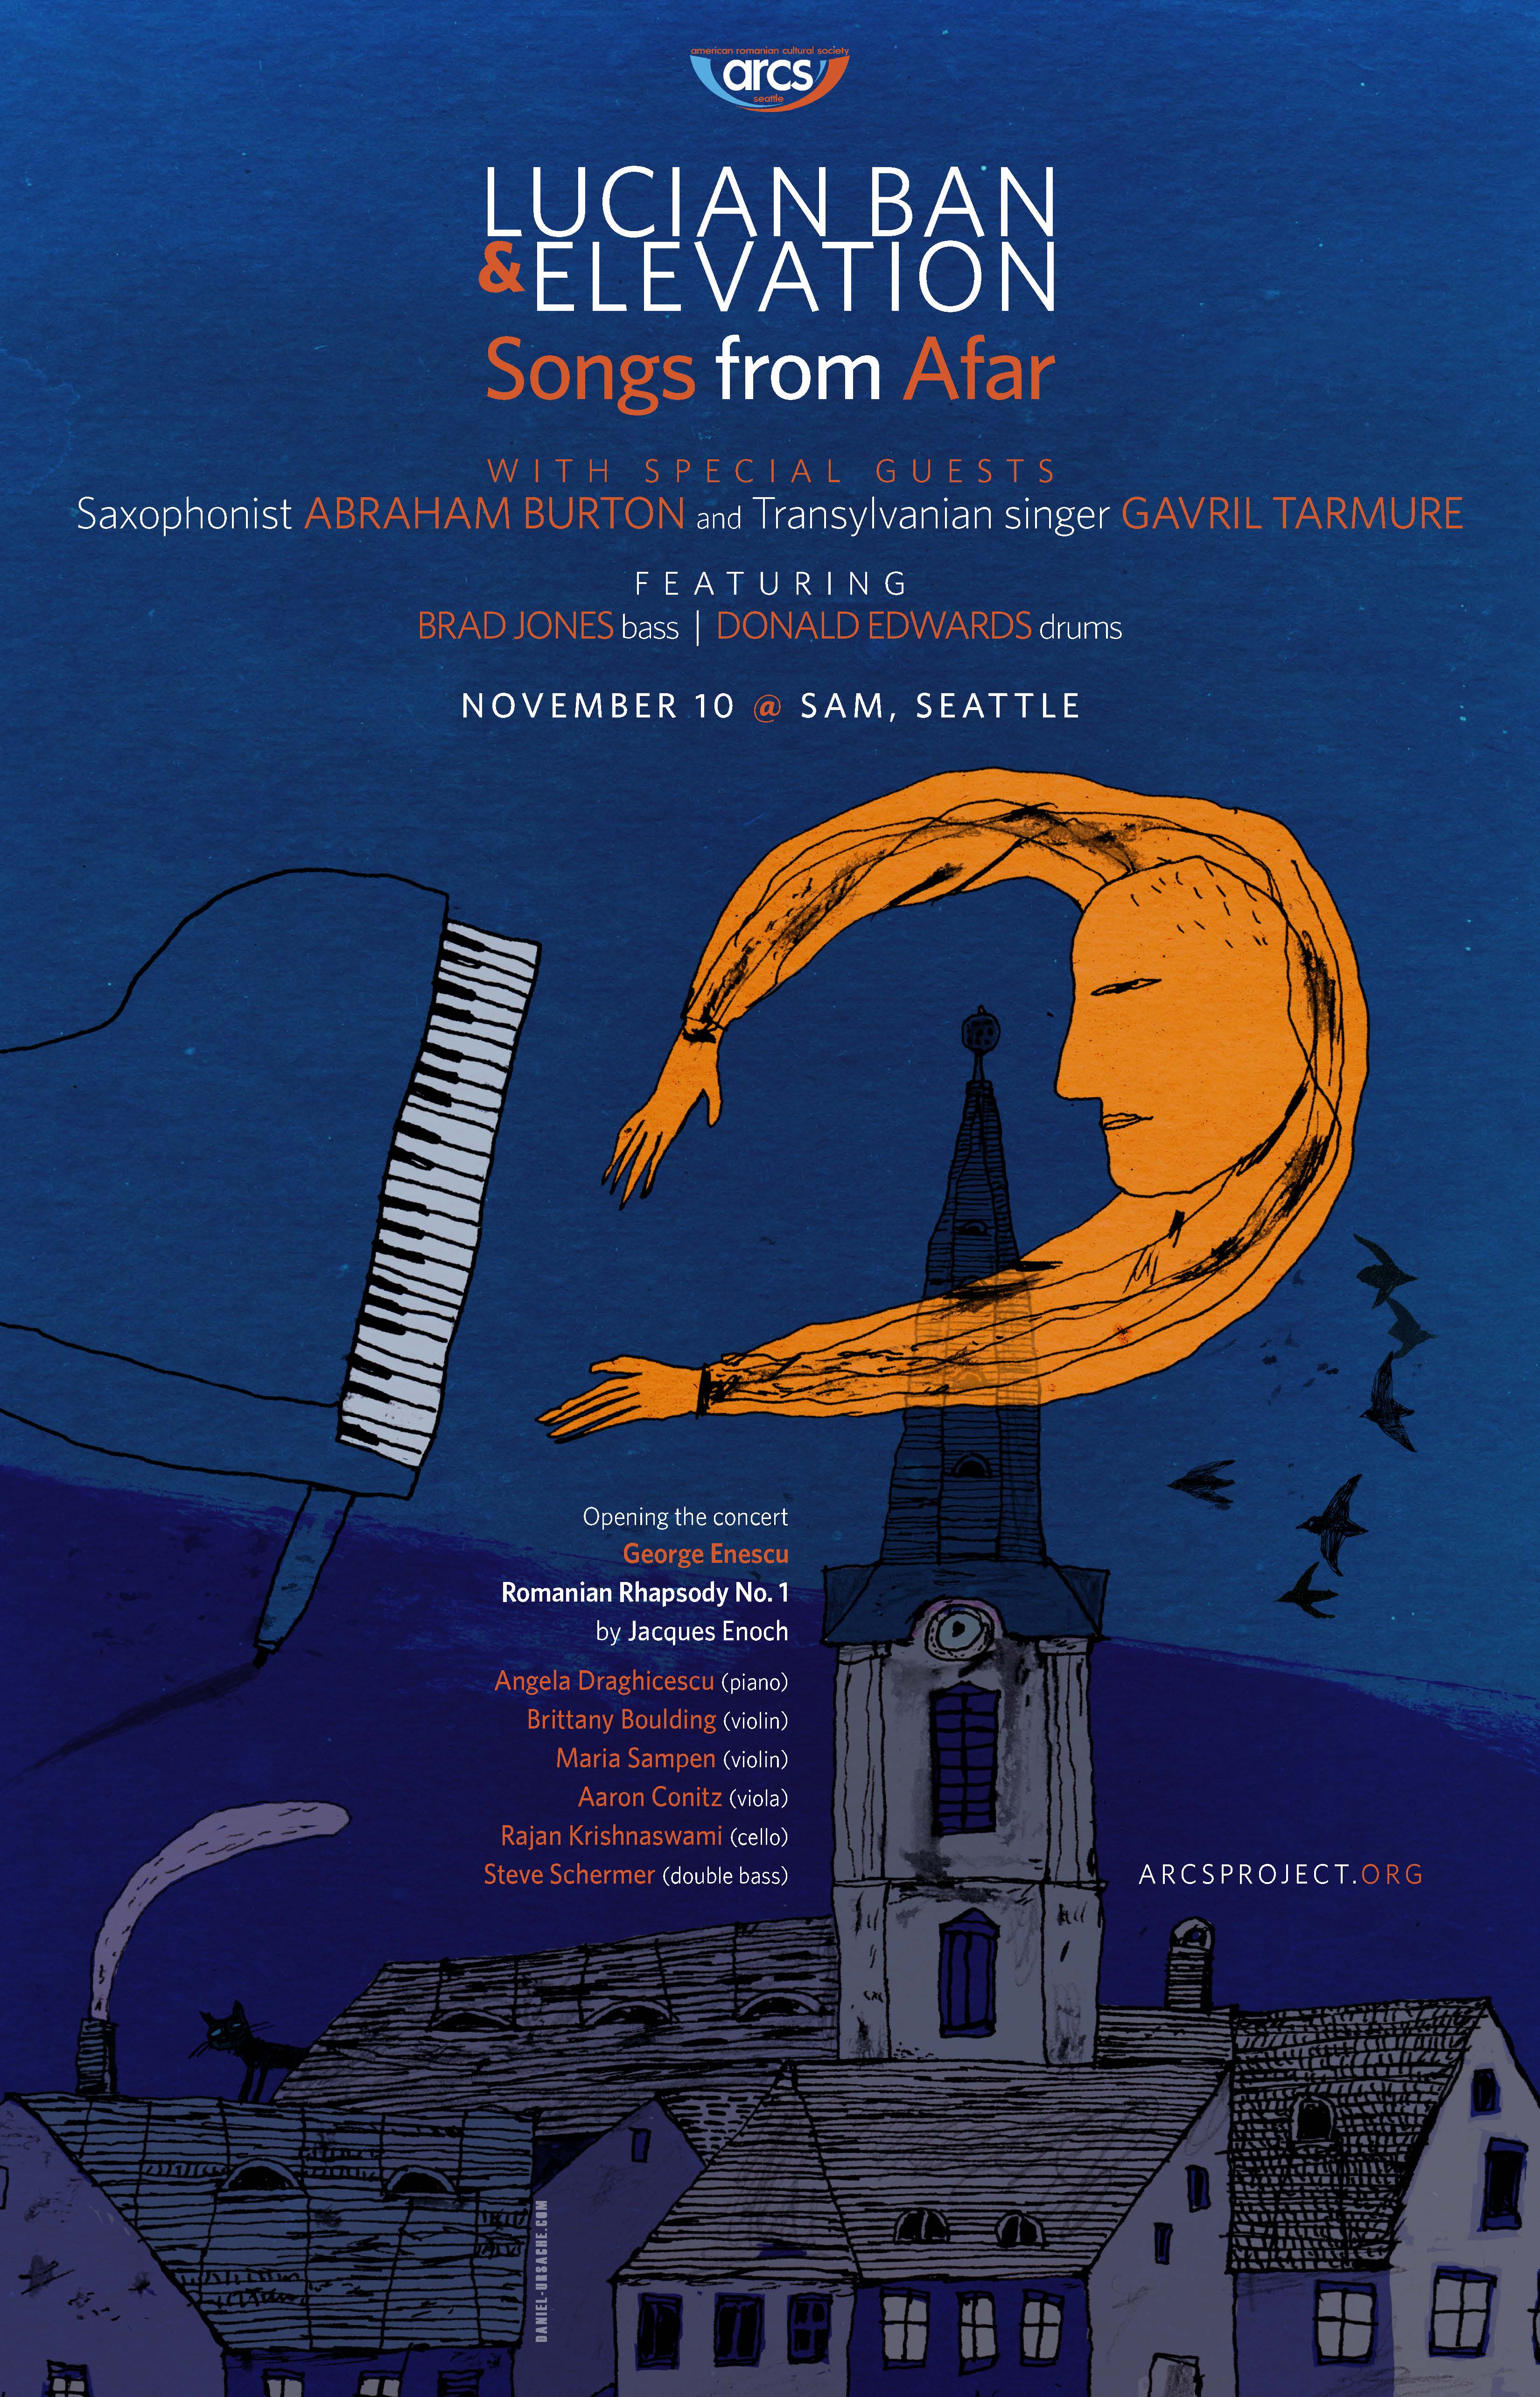 american romanian cultural society
arcs
seattle
LUCIAN BAN
&ELEVATION
Songs from Afar
WITH SPECIAL GUESTS
Saxophonist ABRAHAM BURTON and Transylvanian singer GAVRIL TARMURE
FEATURING
BRAD JONES bass | DONALD EDWARDS drums
NOVEMBER 10 @ SAM, SEATTLE
Opening the concert
George Enescu
Romanian Rhapsody No. 1
by Jacques Enoch
Angela Draghicescu (piano)
Brittany Boulding (violin)
Maria Sampen (violin)
Aaron Conitz (viola)
Rajan Krishnaswami (cello)
Steve Schermer (double bass)
ARCSPROJECT.ORG
DANIEL-URSACHE.COM